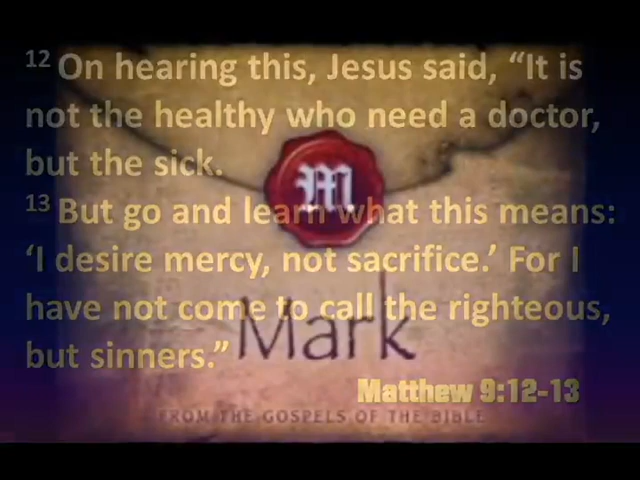 12 On hearing this, Jesus said, “It is
not the healthy who need a doctor,
but the sick.
13 But go and learn what this means:
‘I desire mercy, not sacrifice.’ For I
have not come to call the righteous,
but sinners.”
Matthew 9:12-13
M
Mark
FROM THE GOSPELS OF THE BIBLE